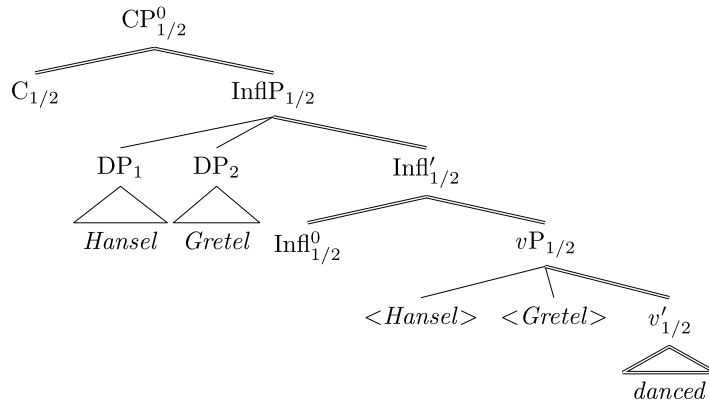 CP⁰₁/₂
C₁/₂ InflP₁/₂
DP₁ DP₂ Infl′₁/₂
Hansel Gretel Infl⁰₁/₂ vP₁/₂
<Hansel> <Gretel> v′₁/₂
danced